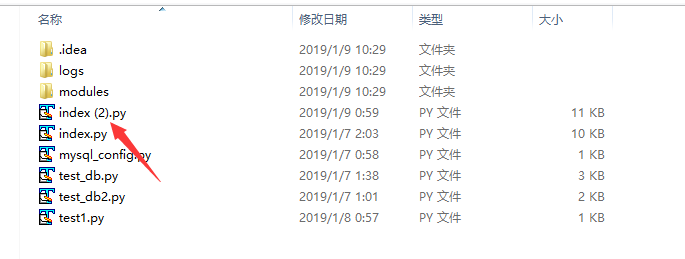 名称 修改日期 类型 大小
.idea 2019/1/9 10:29 文件夹
logs 2019/1/9 10:29 文件夹
modules 2019/1/9 10:29 文件夹
index (2).py 2019/1/9 0:59 PY 文件 11 KB
index.py 2019/1/7 2:03 PY 文件 10 KB
mysql_config.py 2019/1/7 0:58 PY 文件 1 KB
test_db.py 2019/1/7 1:38 PY 文件 3 KB
test_db2.py 2019/1/7 1:01 PY 文件 2 KB
test1.py 2019/1/8 0:57 PY 文件 1 KB